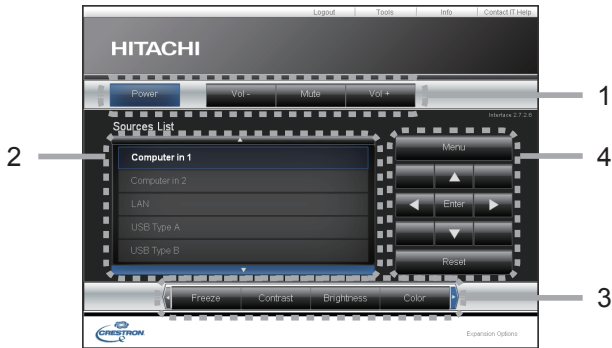 Logout Tools Info Contact IT Help
HITACHI
Power Vol - Mute Vol + 1
Interface 2.7.2.6
Sources List
2 4
Menu
Computer in 1
Computer in 2
LAN Enter
USB Type A
USB Type B Reset
Freeze Contrast Brightness Color 3
CRESTRON Expansion Options